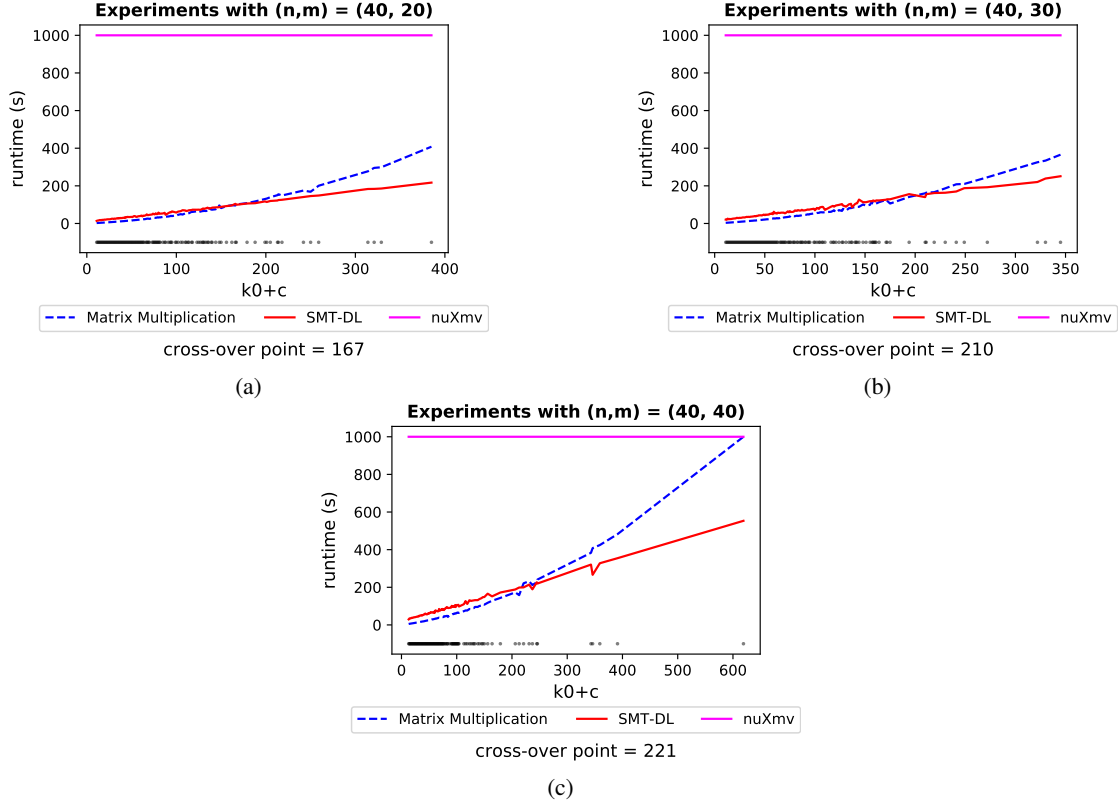 Experiments with (n,m) = (40, 20)
1000
800
600
400
200
0
runtime (s)
0 100 200 300 400
k0+c
Matrix Multiplication SMT-DL nuXmv
cross-over point = 167
(a)
Experiments with (n,m) = (40, 30)
1000
800
600
400
200
0
runtime (s)
0 50 100 150 200 250 300 350
k0+c
Matrix Multiplication SMT-DL nuXmv
cross-over point = 210
(b)
Experiments with (n,m) = (40, 40)
1000
800
600
400
200
0
runtime (s)
0 100 200 300 400 500 600
k0+c
Matrix Multiplication SMT-DL nuXmv
cross-over point = 221
(c)